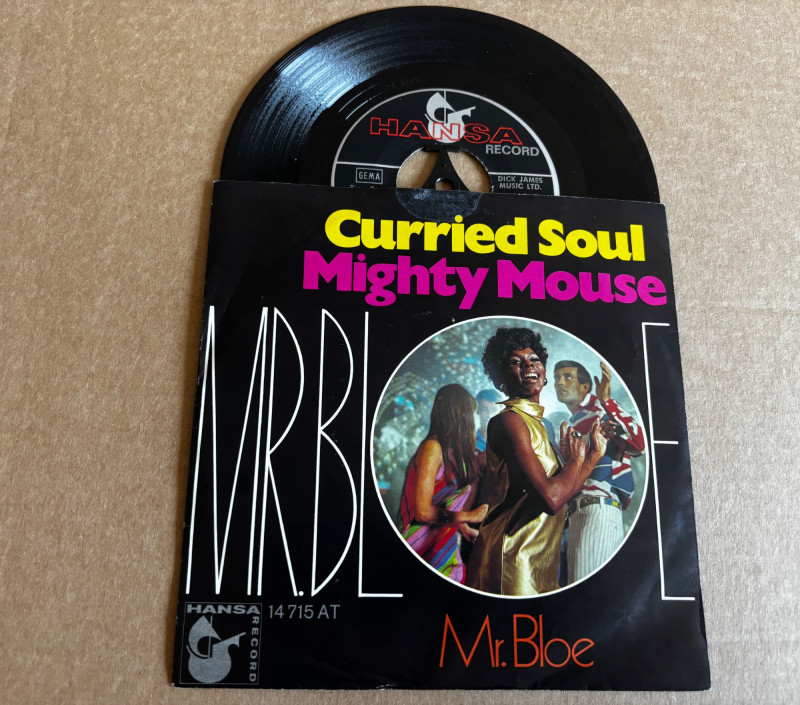 HANSA
RECORD
GEMA
DICK JAMES
MUSIC LTD.
Curried Soul
Mighty Mouse
MR.BLOE
HANSA
RECORD
14 715 AT
Mr. Bloe